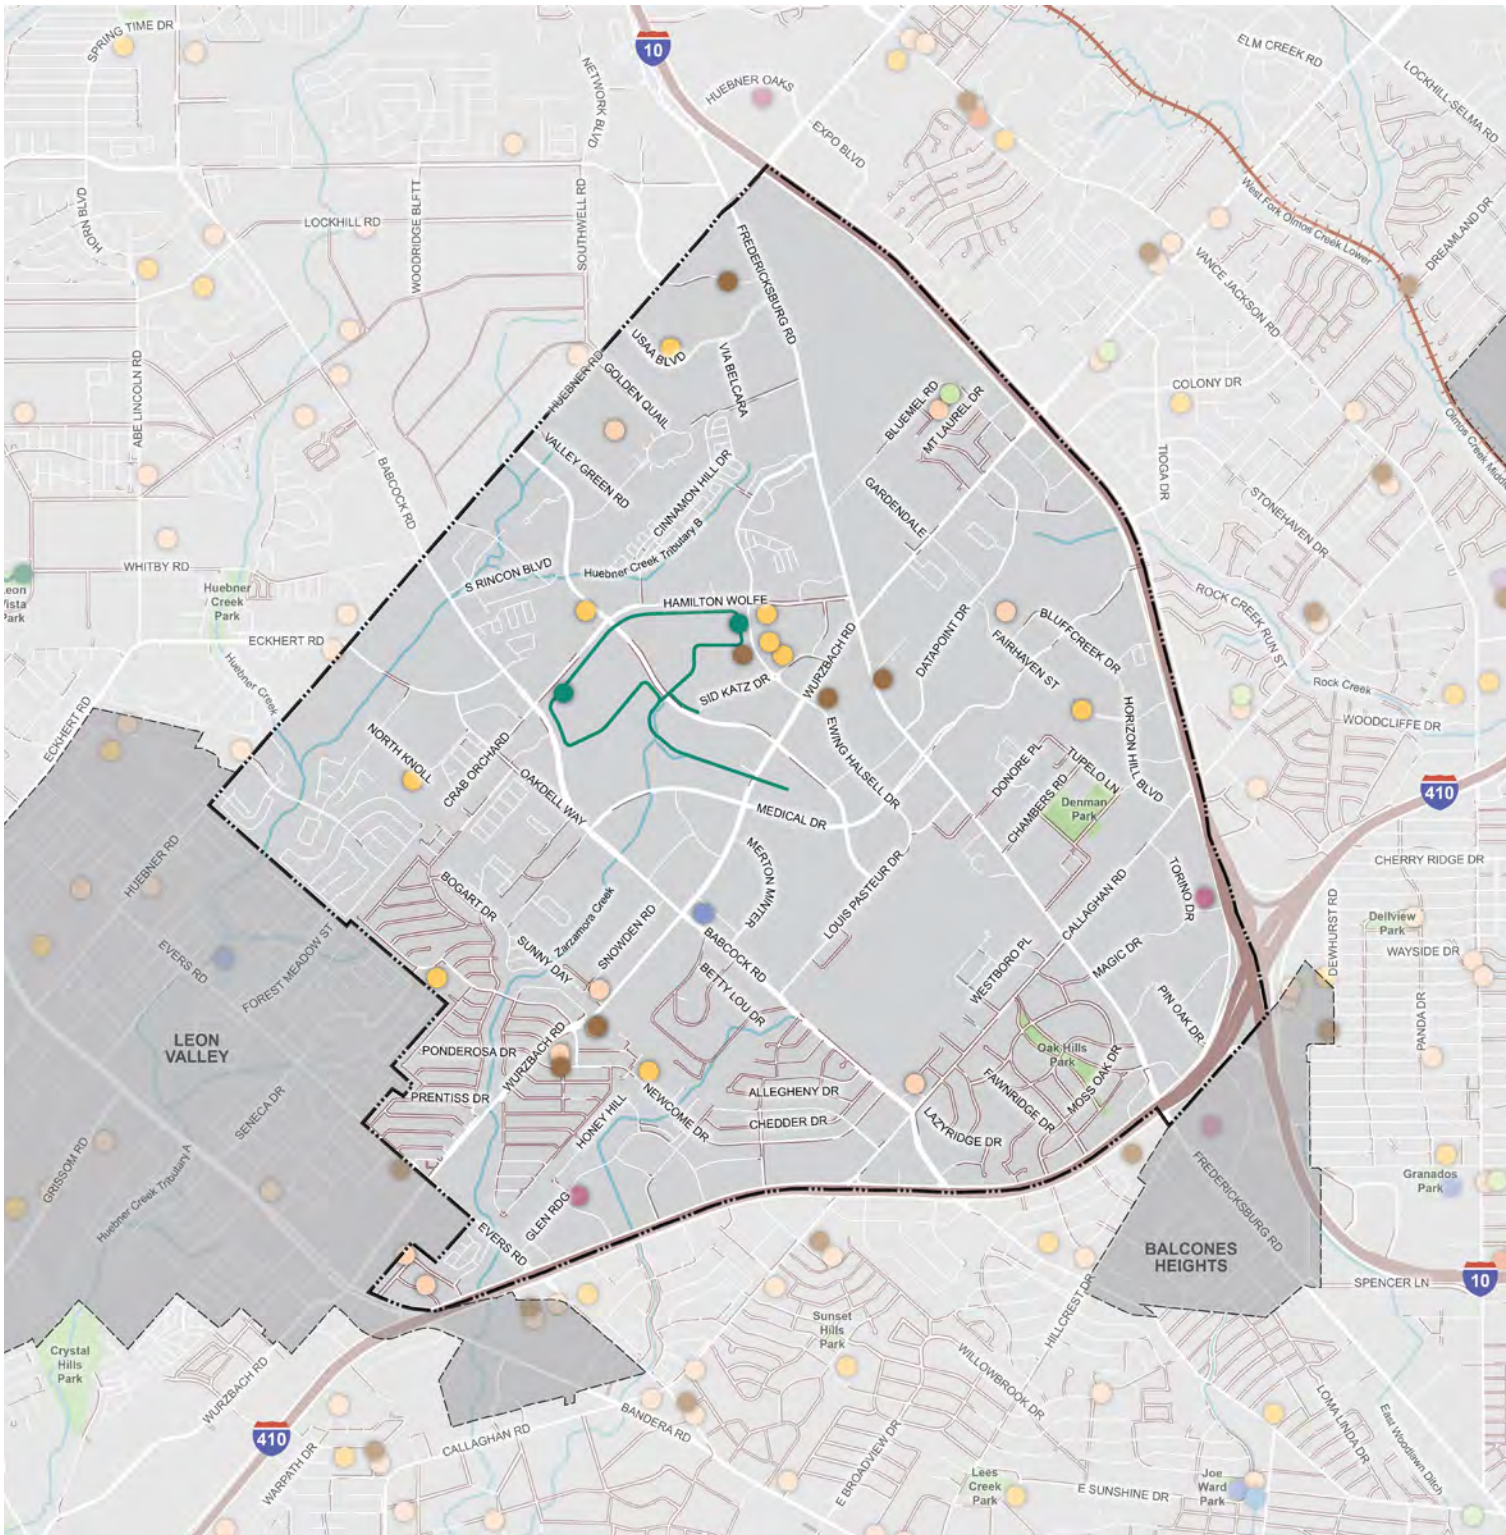 SPRING TIME DR
10
NETWORK BLVD
HUEBNER OAKS
EXPO BLVD
ELM CREEK RD
LOCKHILL-SELMA RD
HORN BLVD
LOCKHILL RD
WOODRIDGE BLFTT
SOUTHWELL RD
FREDERICKSBURG RD
West Fork Olmos Creek Lower
DREAMLAND DR
VANCE JACKSON RD
USAA BLVD
VIA BELCARA
HUEBNER RD
GOLDEN QUAIL
ABE LINCOLN RD
BLUEMEL RD
MT LAUREL DR
COLONY DR
Olmos Creek Middl
VALLEY GREEN RD
BABCOCK RD
CINNAMON HILL DR
TIOGA DR
GARDENDALE
STONEHAVEN DR
Huebner Creek Tributary B
S RINCON BLVD
WHITBY RD
Leon
Vista
Park
Huebner
Creek
Park
HAMILTON WOLFE
ROCK CREEK RUN ST
ECKHERT RD
WURZBACH RD
DATAPOINT DR
BLUFFCREEK DR
FAIRHAVEN ST
Huebner Creek
SID KATZ DR
Rock Creek
ECKHERT RD
WOODCLIFFE DR
NORTH KNOLL
CRAB ORCHARD
EWING HALSELL DR
HORIZON HILL BLVD
DONORE PL
TUPELO LN
CHAMBERS RD
410
OAKDELL WAY
MEDICAL DR
Denman
Park
HUEBNER RD
MERTON MINTER
LOUIS PASTEUR DR
CHERRY RIDGE DR
BOGART DR
Zarzamora Creek
SNOWDEN RD
CALLAGHAN RD
TORINO DR
DEWHURST RD
Dellview
Park
EVERS RD
FOREST MEADOW ST
SUNNY DAY
BABCOCK RD
WESTBORO PL
MAGIC DR
WAYSIDE DR
BETTY LOU DR
PIN OAK DR
PANDA DR
LEON
VALLEY
PONDEROSA DR
WURZBACH RD
Oak Hills
Park
PRENTISS DR
NEWCOME DR
ALLEGHENY DR
FAWNRIDGE DR
MOSS OAK DR
SENECA DR
HONEY HILL
CHEDDER DR
LAZYRIDGE DR
GRISSOM RD
Huebner Creek Tributary A
GLEN RDG
EVERS RD
FREDERICKSBURG RD
Granados
Park
BALCONES
HEIGHTS
SPENCER LN
10
Crystal
Hills
Park
Sunset
Hills
Park
HILLCREST DR
WURZBACH RD
WILLOWBROOK DR
LOMA LINDA DR
410
CALLAGHAN RD
BANDERA RD
E BROADVIEW DR
East Woodlawn Ditch
WARPATH DR
Lees
Creek
Park
E SUNSHINE DR
Joe
Ward
Park